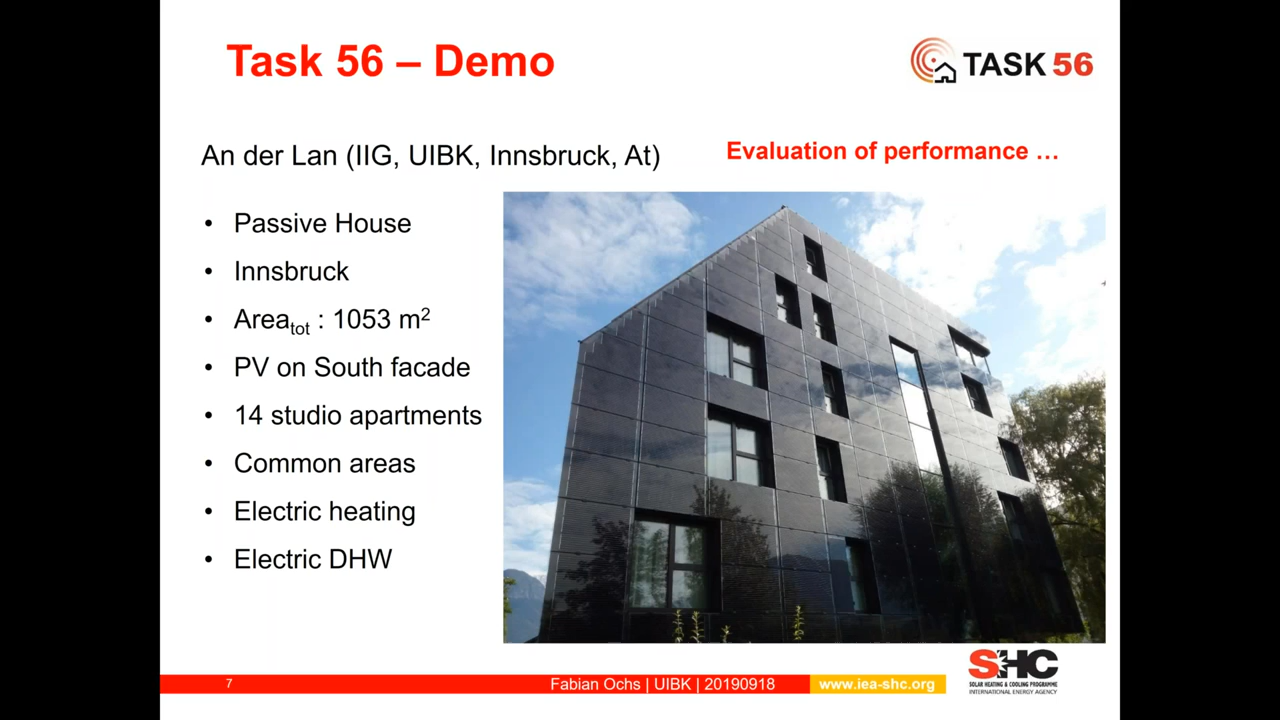 Task 56 – Demo
TASK 56
An der Lan (IIG, UIBK, Innsbruck, At)
Evaluation of performance …
• Passive House
• Innsbruck
• Areatot : 1053 m2
• PV on South facade
• 14 studio apartments
• Common areas
• Electric heating
• Electric DHW
7
Fabian Ochs | UIBK | 20190918
www.iea-shc.org
SHC
SOLAR HEATING & COOLING PROGRAMME
INTERNATIONAL ENERGY AGENCY